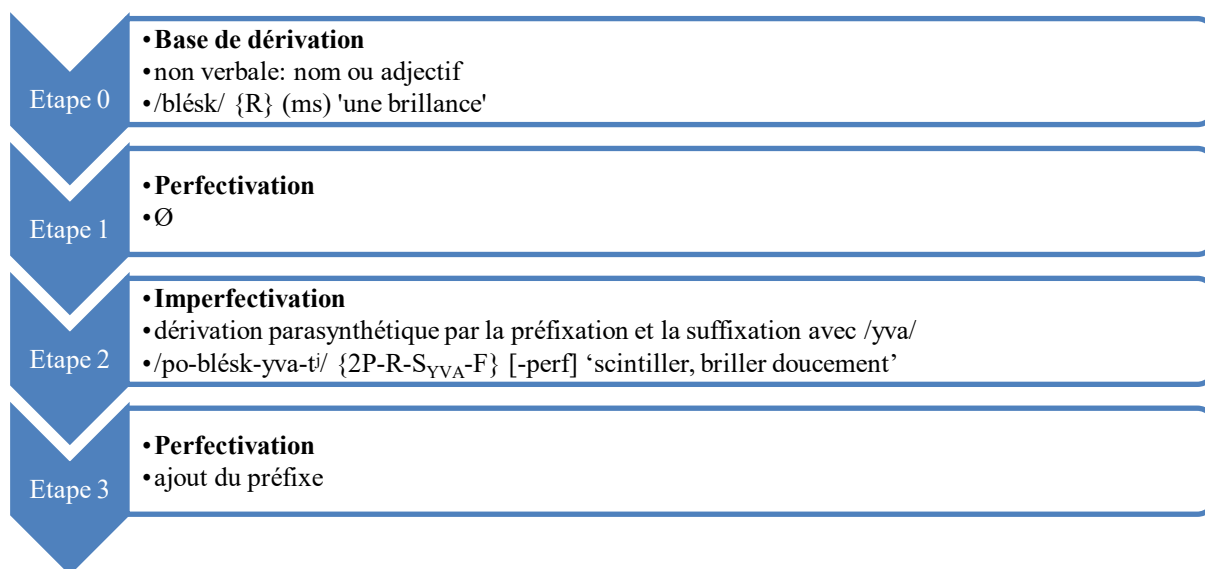 Etape 0
•Base de dérivation
•non verbale: nom ou adjectif
•/blésk/ {R} (ms) 'une brillance'
Etape 1
•Perfectivation
•Ø
Etape 2
•Imperfectivation
•dérivation parasynthétique par la préfixation et la suffixation avec /yva/
•/po-blésk-yva-tʲ/ {2P-R-S_YVA-F} [-perf] ‘scintiller, briller doucement’
Etape 3
•Perfectivation
•ajout du préfixe